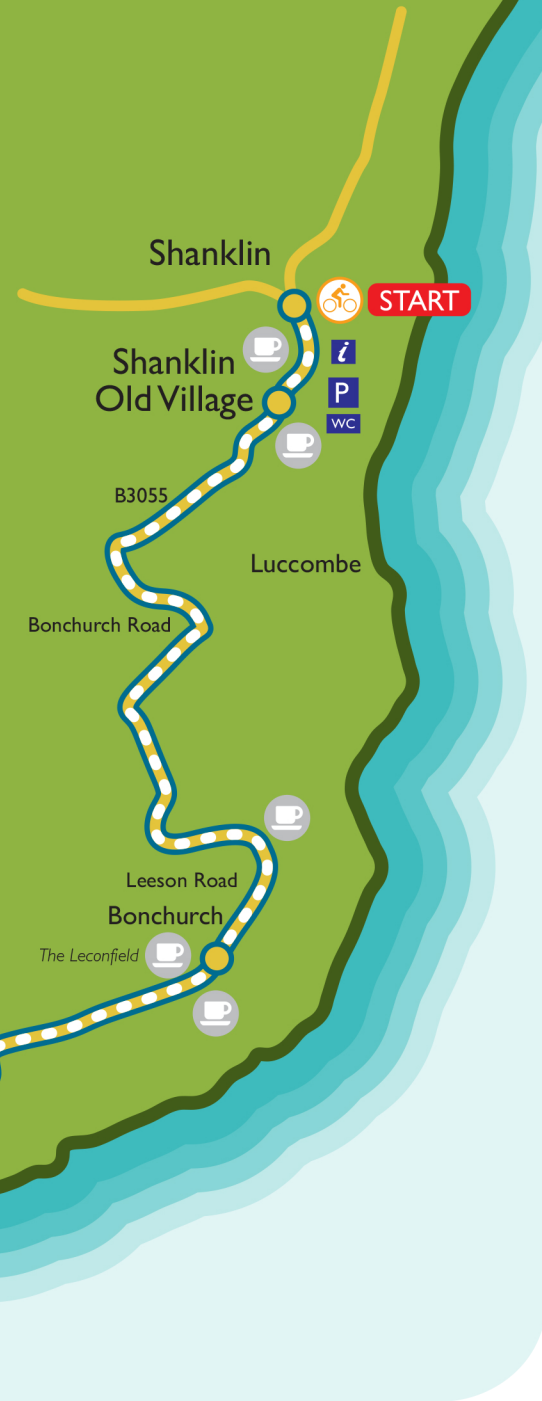 Shanklin
START
Shanklin
Old Village
i
P
WC
B3055
Luccombe
Bonchurch Road
Leeson Road
Bonchurch
The Leconfield